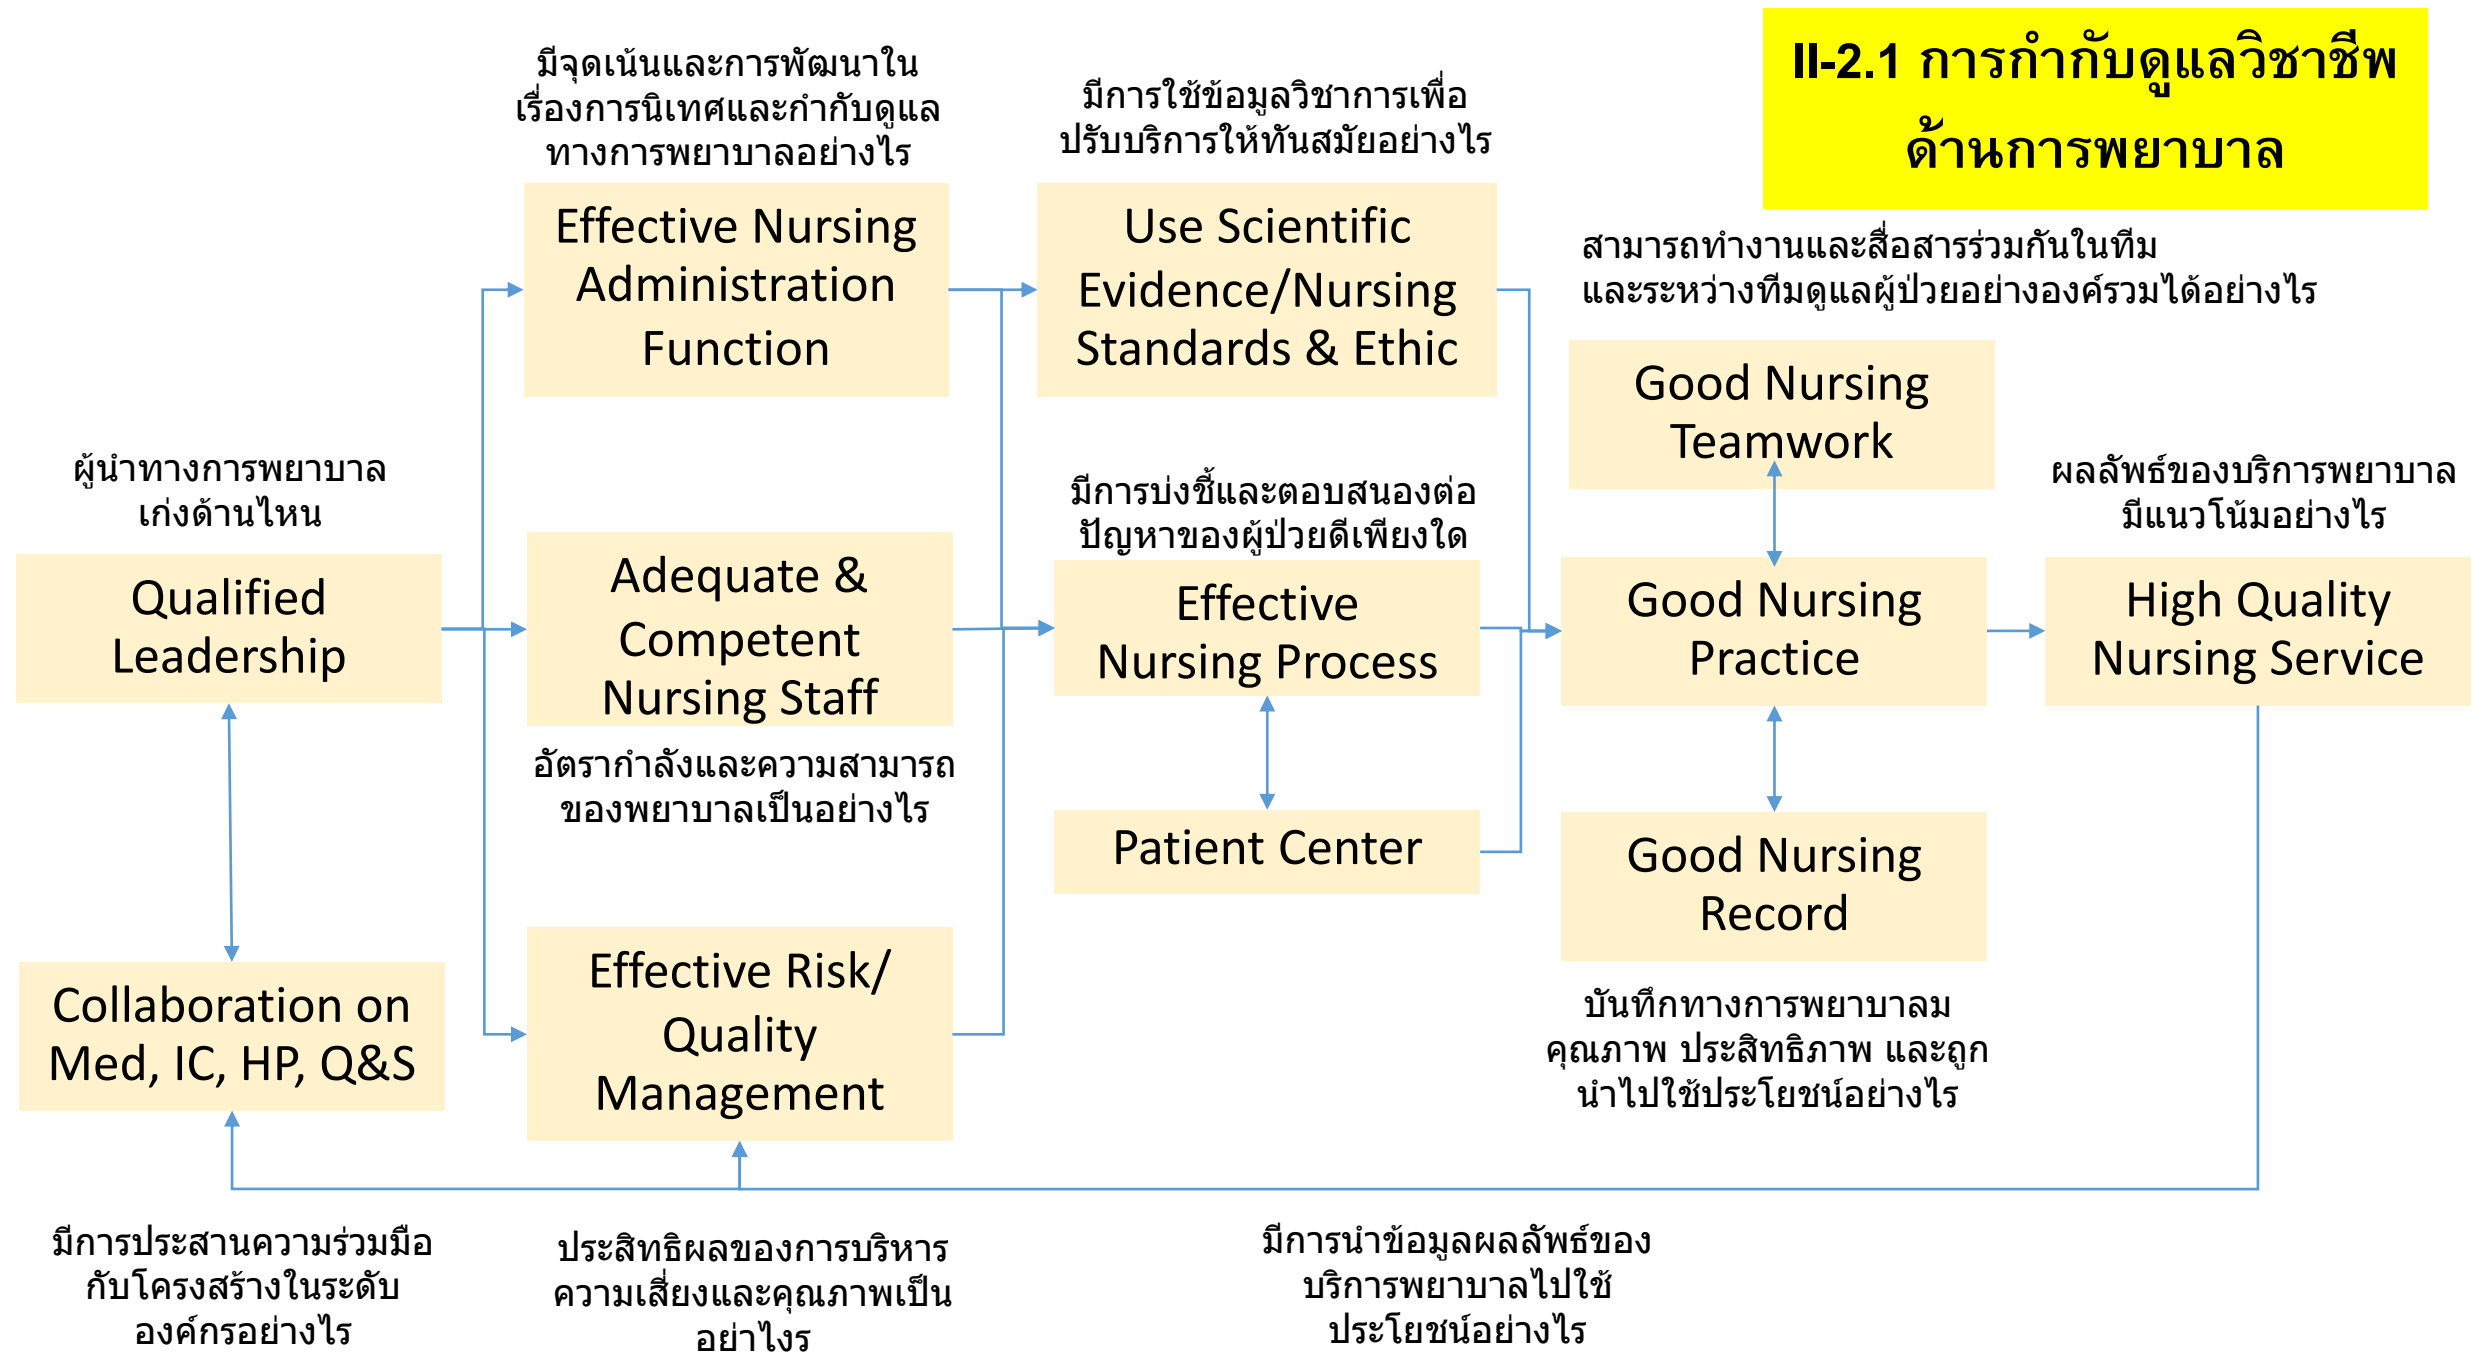 II-2.1 การกำกับดูแลวิชาชีพ
ด้านการพยาบาล
มีจุดเน้นและการพัฒนาใน
เรื่องการนิเทศและกำกับดูแล
ทางการพยาบาลอย่างไร
Effective Nursing
Administration
Function
มีการใช้ข้อมูลวิชาการเพื่อ
ปรับบริการให้ทันสมัยอย่างไร
Use Scientific
Evidence/Nursing
Standards & Ethic
สามารถทำงานและสื่อสารร่วมกันในทีม
และระหว่างทีมดูแลผู้ป่วยอย่างองค์รวมได้อย่างไร
Good Nursing
Teamwork
ผู้นำทางการพยาบาล
เก่งด้านไหน
Qualified
Leadership
Adequate &
Competent
Nursing Staff
อัตรากำลังและความสามารถ
ของพยาบาลเป็นอย่างไร
มีการบ่งชี้และตอบสนองต่อ
ปัญหาของผู้ป่วยดีเพียงใด
Effective
Nursing Process
Patient Center
Good Nursing
Practice
ผลลัพธ์ของบริการพยาบาล
มีแนวโน้มอย่างไร
High Quality
Nursing Service
Collaboration on
Med, IC, HP, Q&S
Effective Risk/
Quality
Management
Good Nursing
Record
บันทึกทางการพยาบาลม
คุณภาพ ประสิทธิภาพ และถูก
นำไปใช้ประโยชน์อย่างไร
มีการประสานความร่วมมือ
กับโครงสร้างในระดับ
องค์กรอย่างไร
ประสิทธิผลของการบริหาร
ความเสี่ยงและคุณภาพเป็น
อย่าไงร
มีการนำข้อมูลผลลัพธ์ของ
บริการพยาบาลไปใช้
ประโยชน์อย่างไร